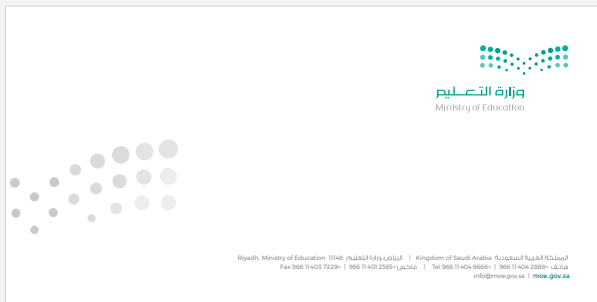 وزارة التعليم
Ministry of Education
المملكة العربية السعودية Kingdom of Saudi Arabia | الرياض وزارة التعليم 11148 Riyadh, Ministry of Education
هاتف +966 11 404 2888 | +966 11 404 6666 Tel | فاكس +966 11 401 2365 | +966 11 403 7229 Fax
info@moe.gov.sa | moe.gov.sa